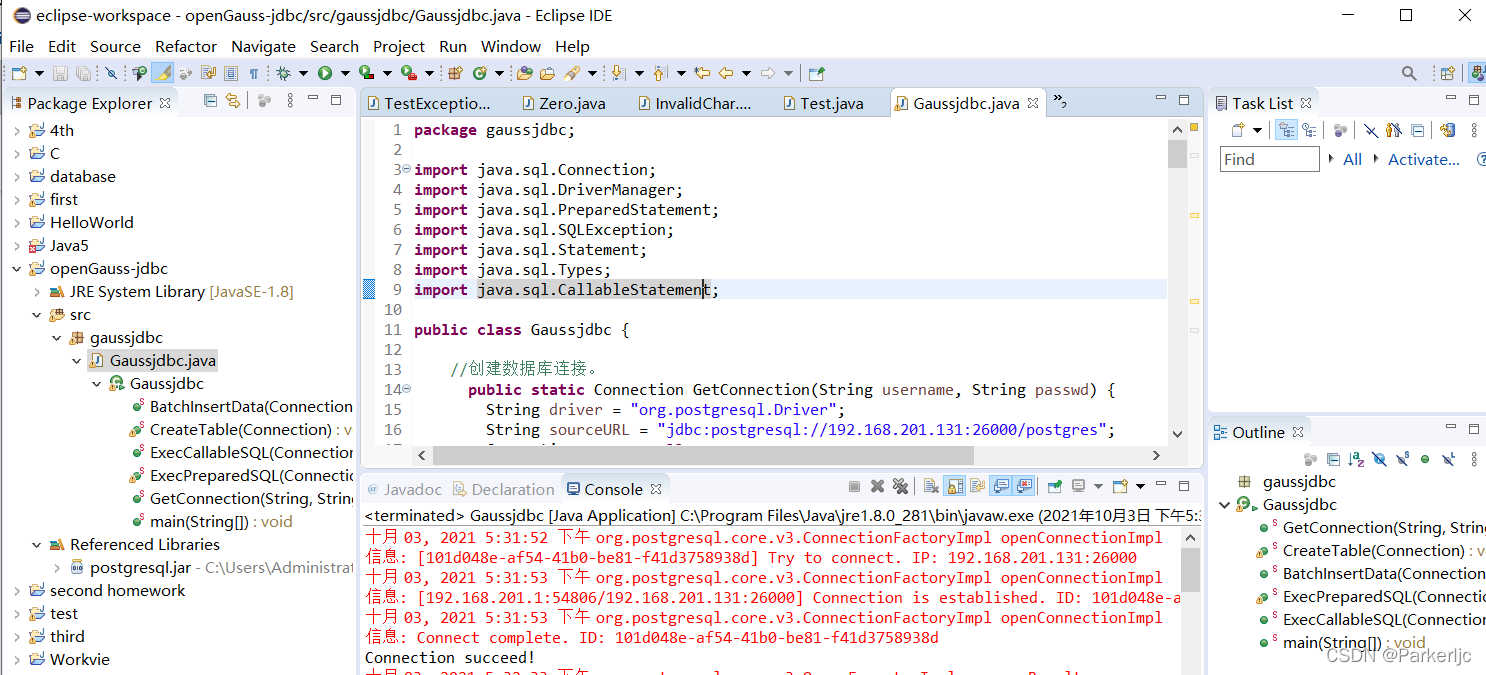 eclipse-workspace - openGauss-jdbc/src/gaussjdbc/Gaussjdbc.java - Eclipse IDE
File Edit Source Refactor Navigate Search Project Run Window Help
Package Explorer
4th
C
database
first
HelloWorld
Java5
openGauss-jdbc
JRE System Library [JavaSE-1.8]
src
gaussjdbc
Gaussjdbc.java
Gaussjdbc
BatchInsertData(Connection
CreateTable(Connection) : v
ExecCallableSQL(Connection
ExecPreparedSQL(Connecti
GetConnection(String, String
main(String[]) : void
Referenced Libraries
postgresql.jar - C:\Users\Administrat
second homework
test
third
Workvie
TestExceptio... Zero.java InvalidChar.... Test.java Gaussjdbc.java 2
1 package gaussjdbc;
2
3 import java.sql.Connection;
4 import java.sql.DriverManager;
5 import java.sql.PreparedStatement;
6 import java.sql.SQLException;
7 import java.sql.Statement;
8 import java.sql.Types;
9 import java.sql.CallableStatement;
10
11 public class Gaussjdbc {
12
13 //创建数据库连接。
14 public static Connection GetConnection(String username, String passwd) {
15 String driver = "org.postgresql.Driver";
16 String sourceURL = "jdbc:postgresql://192.168.201.131:26000/postgres";
Javadoc Declaration Console
<terminated> Gaussjdbc [Java Application] C:\Program Files\Java\jre1.8.0_281\bin\javaw.exe (2021年10月3日 下午5:3
十月 03, 2021 5:31:52 下午 org.postgresql.core.v3.ConnectionFactoryImpl openConnectionImpl
信息: [101d048e-af54-41b0-be81-f41d3758938d] Try to connect. IP: 192.168.201.131:26000
十月 03, 2021 5:31:53 下午 org.postgresql.core.v3.ConnectionFactoryImpl openConnectionImpl
信息: [192.168.201.1:54806/192.168.201.131:26000] Connection is established. ID: 101d048e-a
十月 03, 2021 5:31:53 下午 org.postgresql.core.v3.ConnectionFactoryImpl openConnectionImpl
信息: Connect complete. ID: 101d048e-af54-41b0-be81-f41d3758938d
Connection succeed!
Task List
Find All Activate...
Outline
gaussjdbc
Gaussjdbc
GetConnection(String, String
CreateTable(Connection) : v
BatchInsertData(Connection
ExecPreparedSQL(Connectic
ExecCallableSQL(Connection
main(String[]) : void
CSDN @Parkerljc